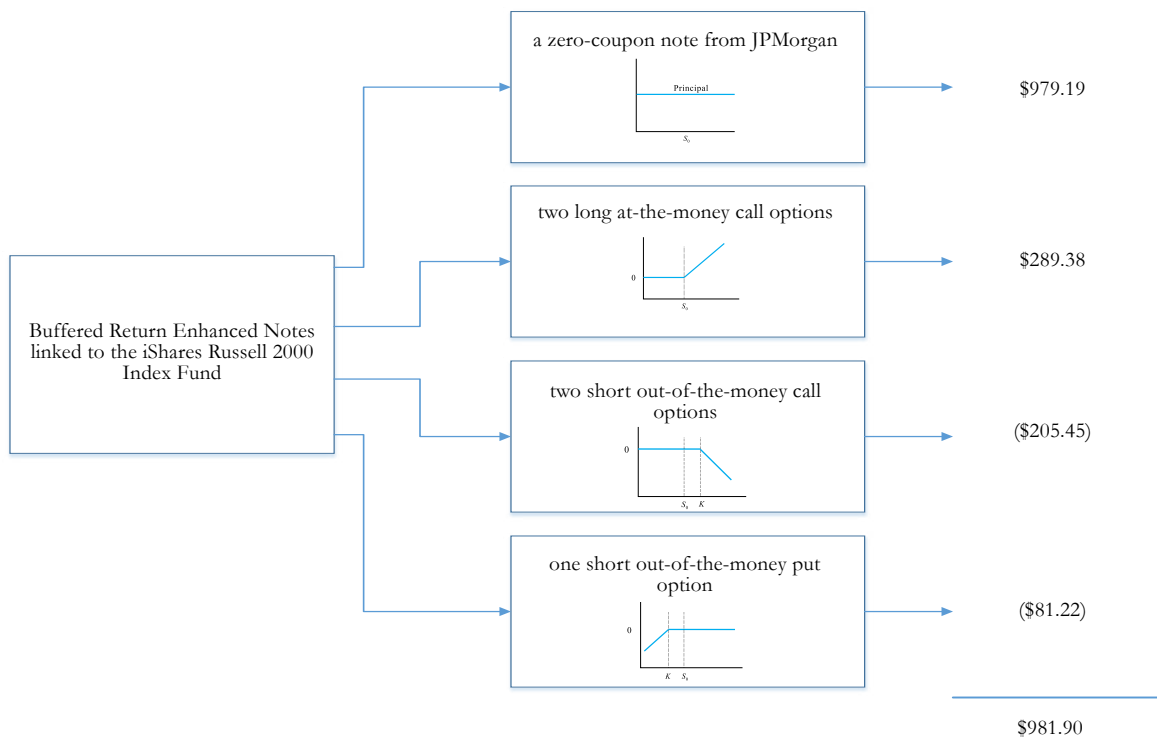 a zero-coupon note from JPMorgan
Principal
S₀
$979.19
two long at-the-money call options
0
S₀
$289.38
Buffered Return Enhanced Notes
linked to the iShares Russell 2000
Index Fund
two short out-of-the-money call
options
0
S₀ K
($205.45)
one short out-of-the-money put
option
0
K S₀
($81.22)
$981.90